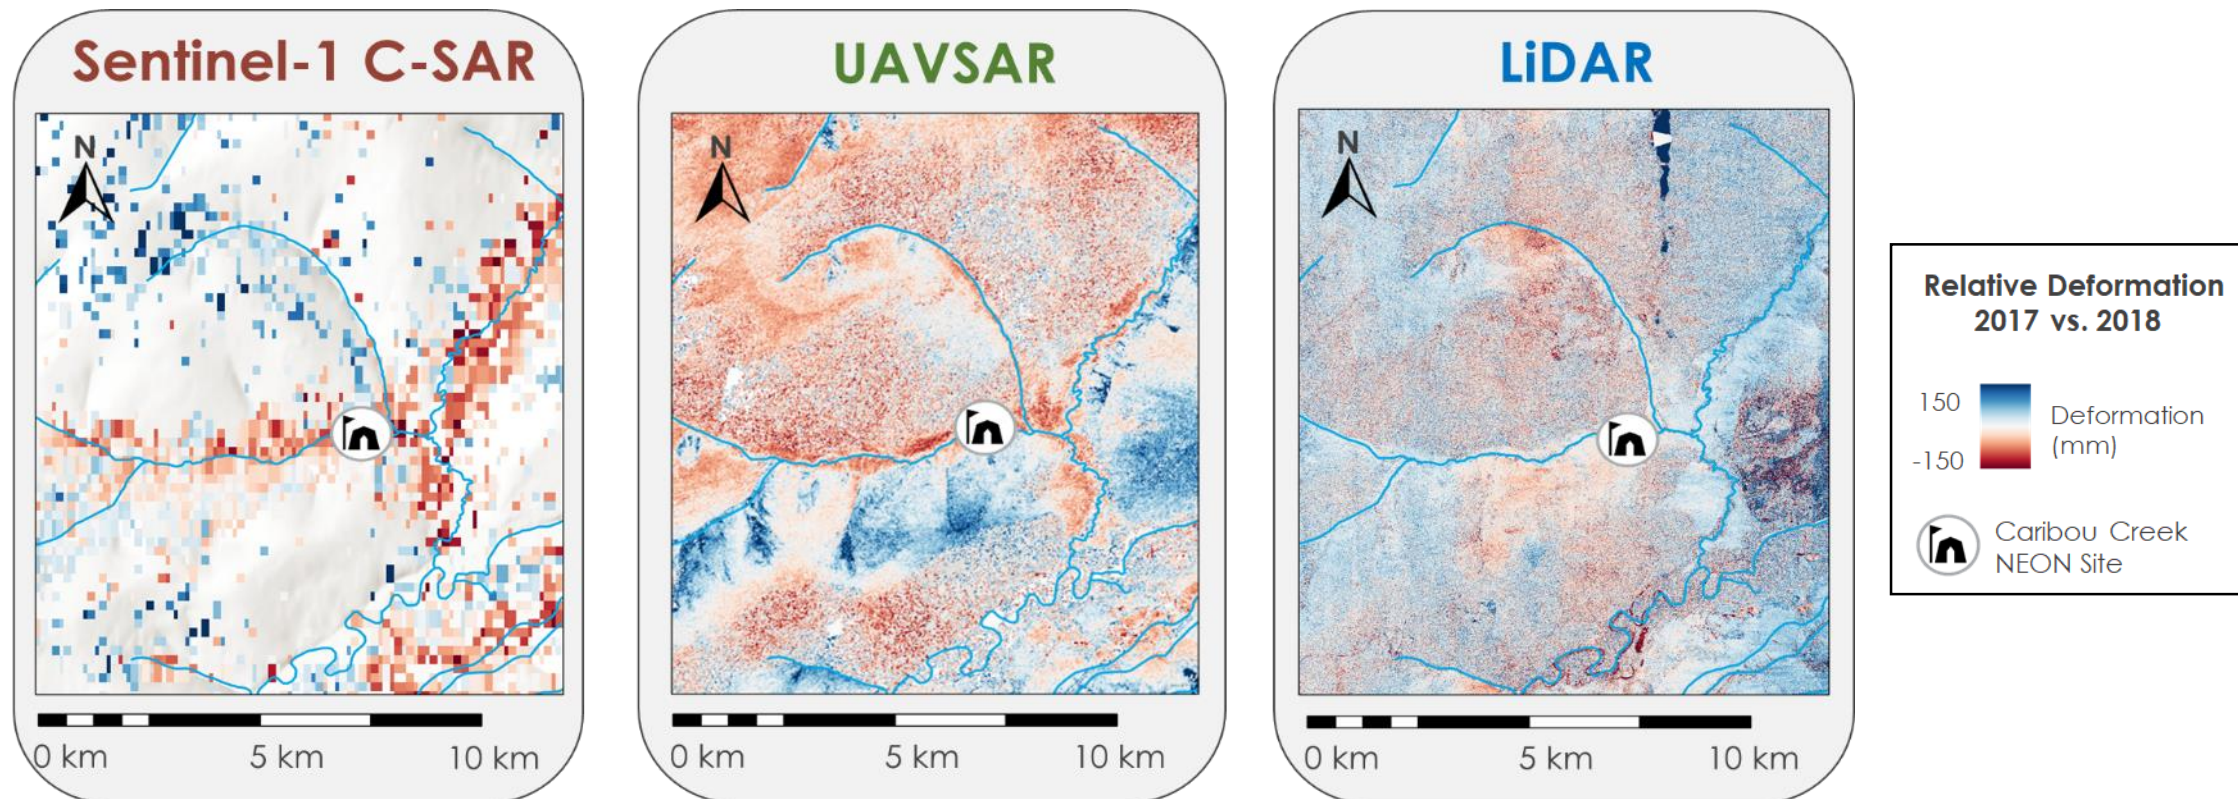 Sentinel-1 C-SAR
N
0 km 5 km 10 km
UAVSAR
N
0 km 5 km 10 km
LiDAR
N
0 km 5 km 10 km
Relative Deformation
2017 vs. 2018
150
-150
Deformation
(mm)
Caribou Creek
NEON Site